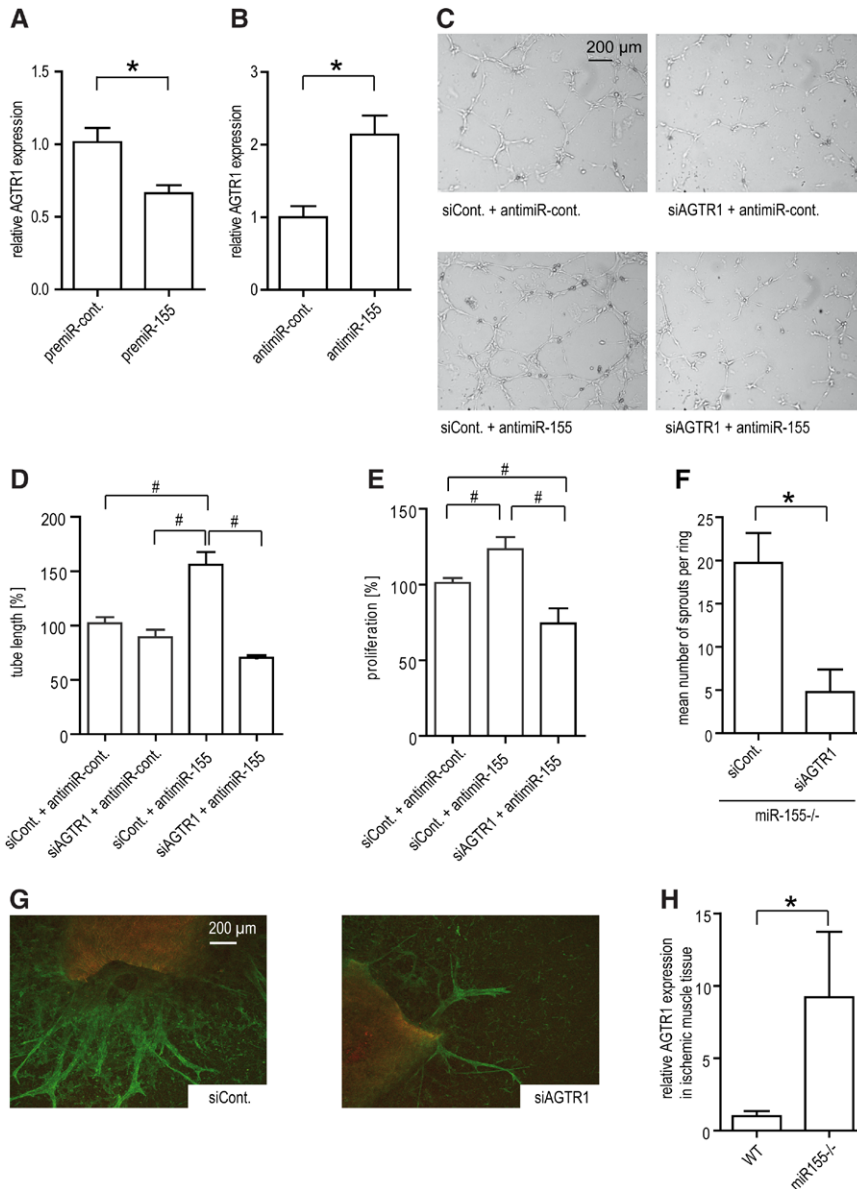 A
relative AGTR1 expression
1.5
1.0
0.5
0.0
*
premiR-cont.
premiR-155
B
relative AGTR1 expression
3
2
1
0
*
antimiR-cont.
antimiR-155
C
200 µm
siCont. + antimiR-cont.
siAGTR1 + antimiR-cont.
siCont. + antimiR-155
siAGTR1 + antimiR-155
D
tube length [%]
200
150
100
50
0
#
#
#
siCont. + antimiR-cont.
siAGTR1 + antimiR-cont.
siCont. + antimiR-155
siAGTR1 + antimiR-155
E
proliferation [%]
150
100
50
0
#
#
#
siCont. + antimiR-cont.
siCont. + antimiR-155
siAGTR1 + antimiR-155
F
mean number of sprouts per ring
25
20
15
10
5
0
*
siCont.
siAGTR1
miR-155-/-
G
200 µm
siCont.
siAGTR1
H
relative AGTR1 expression
in ischemic muscle tissue
15
10
5
0
*
WT
miR155-/-